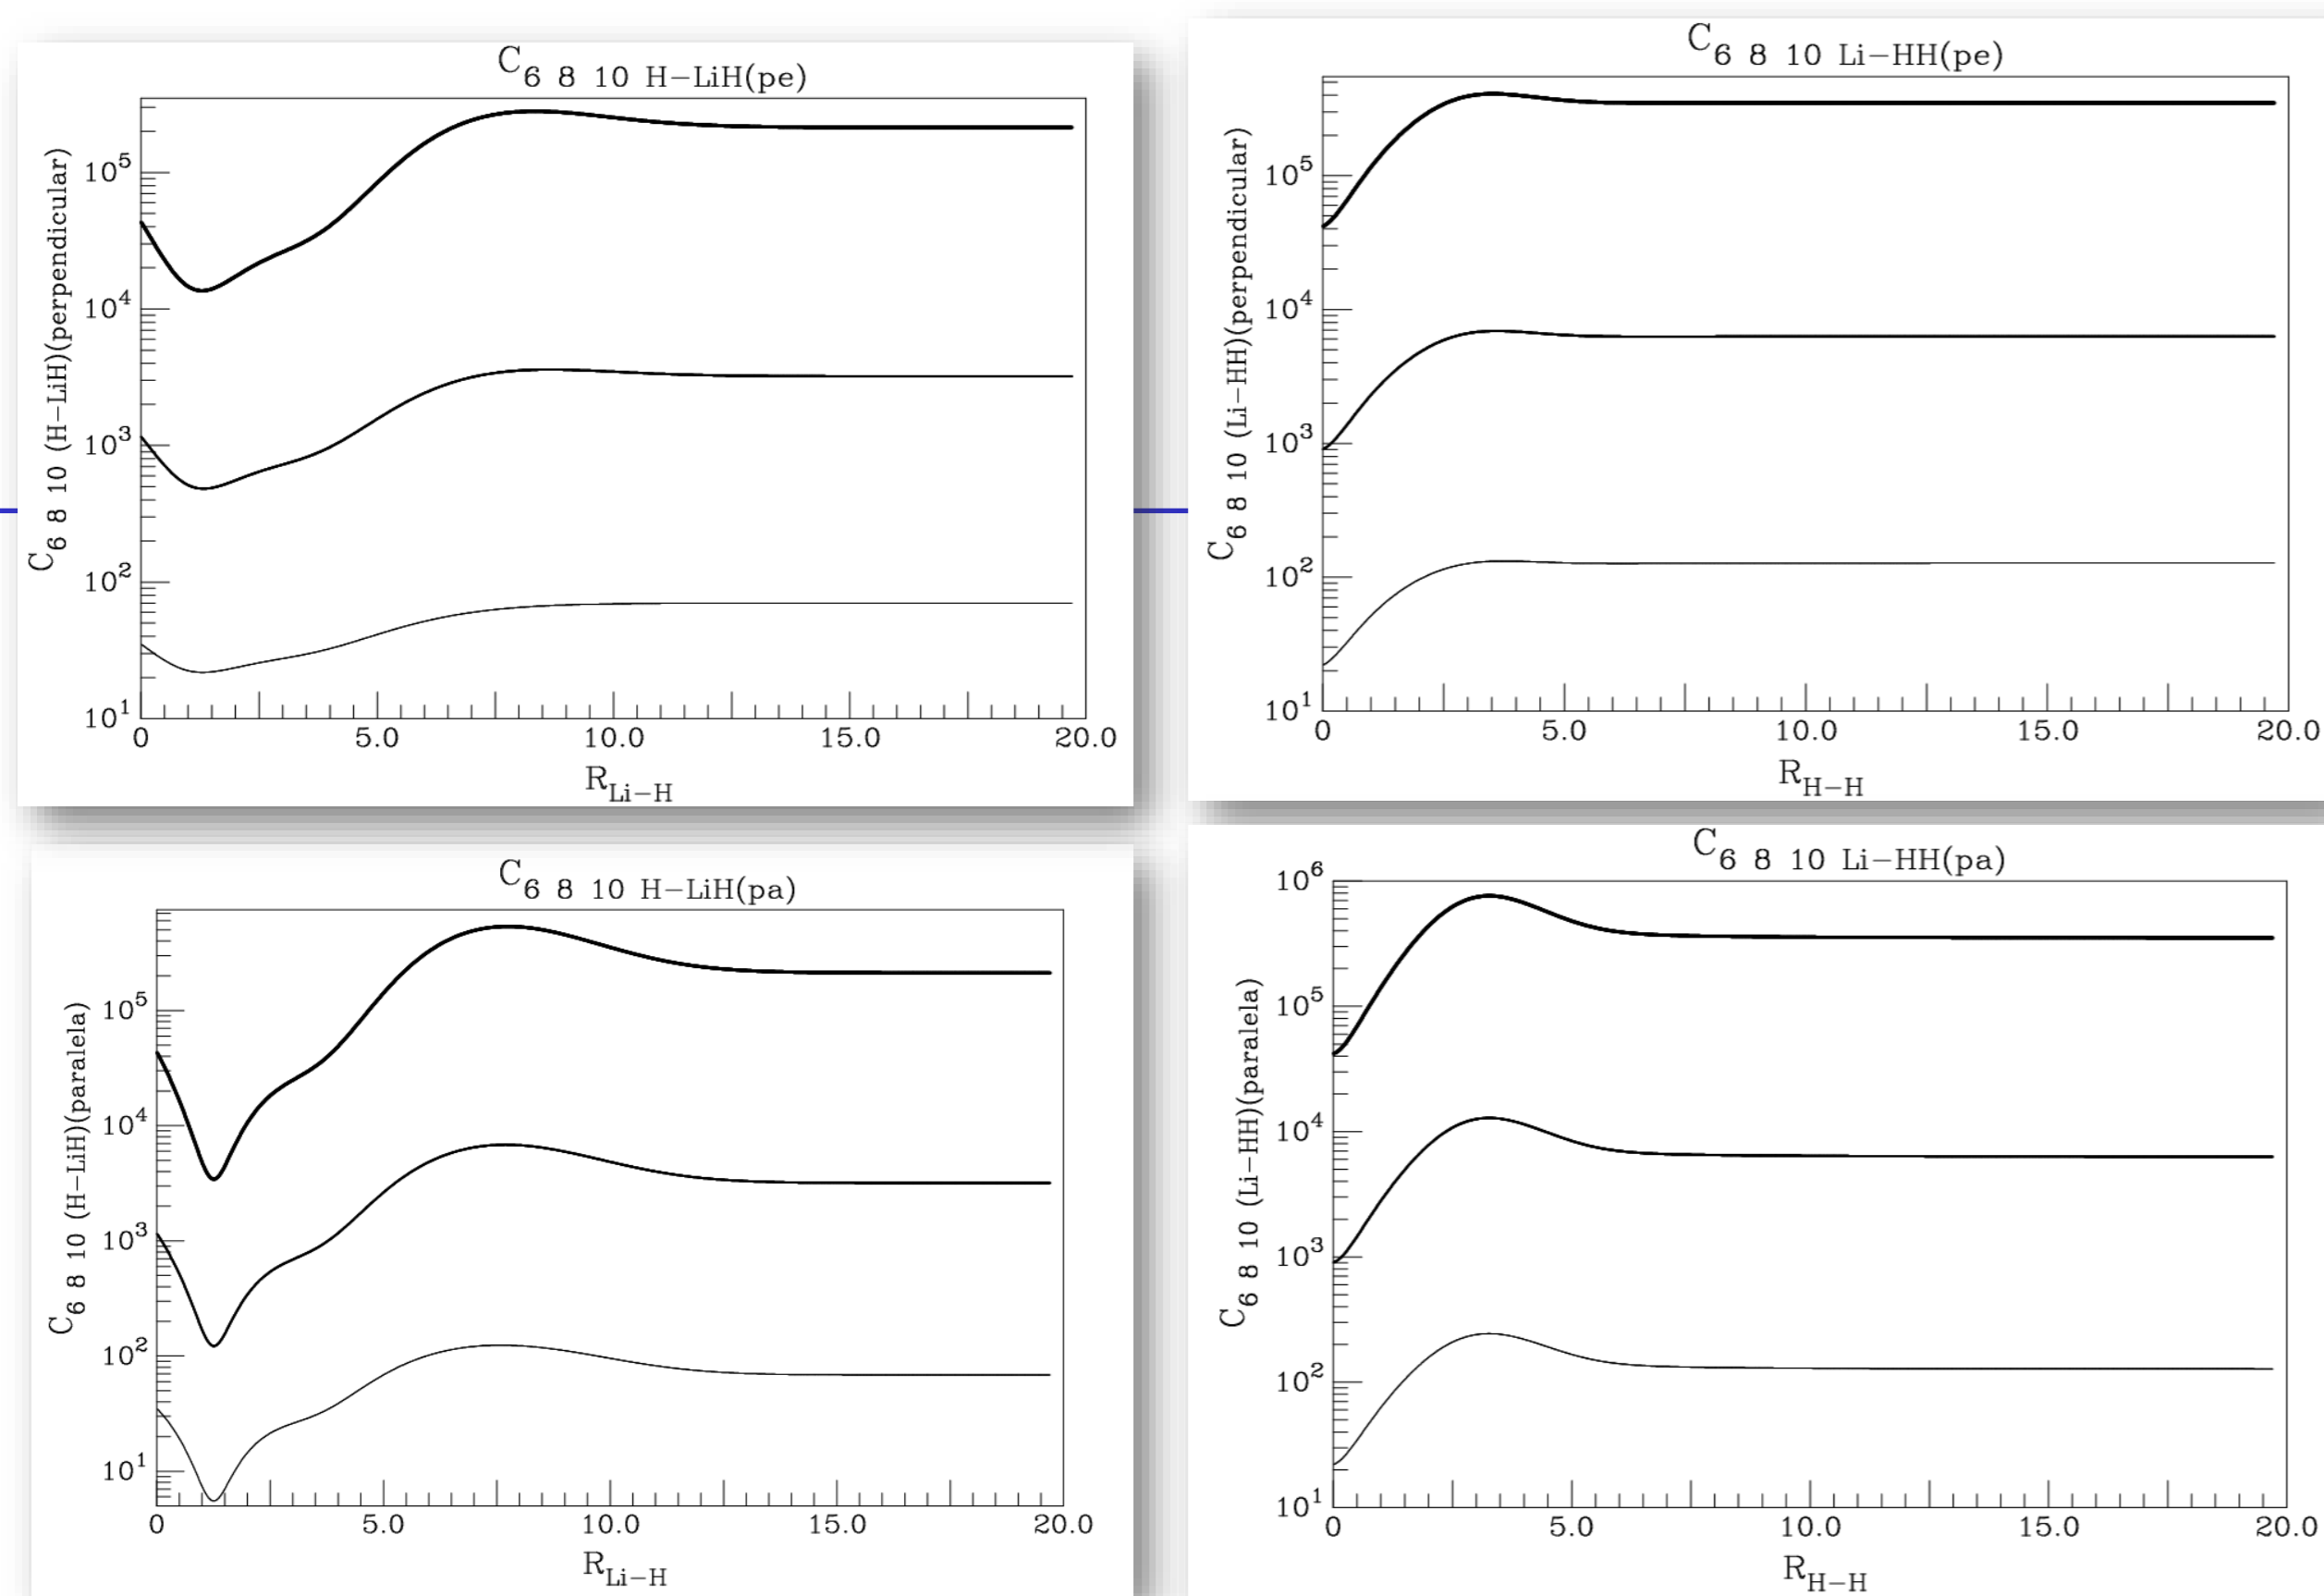 C6 8 10 H−LiH(pe)
C6 8 10 (H−LiH)(perpendicular)
10^5
10^4
10^3
10^2
10^1
0 5.0 10.0 15.0 20.0
R Li−H
C6 8 10 Li−HH(pe)
C6 8 10 (Li−HH)(perpendicular)
10^5
10^4
10^3
10^2
10^1
0 5.0 10.0 15.0 20.0
R H−H
C6 8 10 H−LiH(pa)
C6 8 10 (H−LiH)(paralela)
10^5
10^4
10^3
10^2
10^1
0 5.0 10.0 15.0 20.0
R Li−H
C6 8 10 Li−HH(pa)
C6 8 10 (Li−HH)(paralela)
10^6
10^5
10^4
10^3
10^2
10^1
0 5.0 10.0 15.0 20.0
R H−H